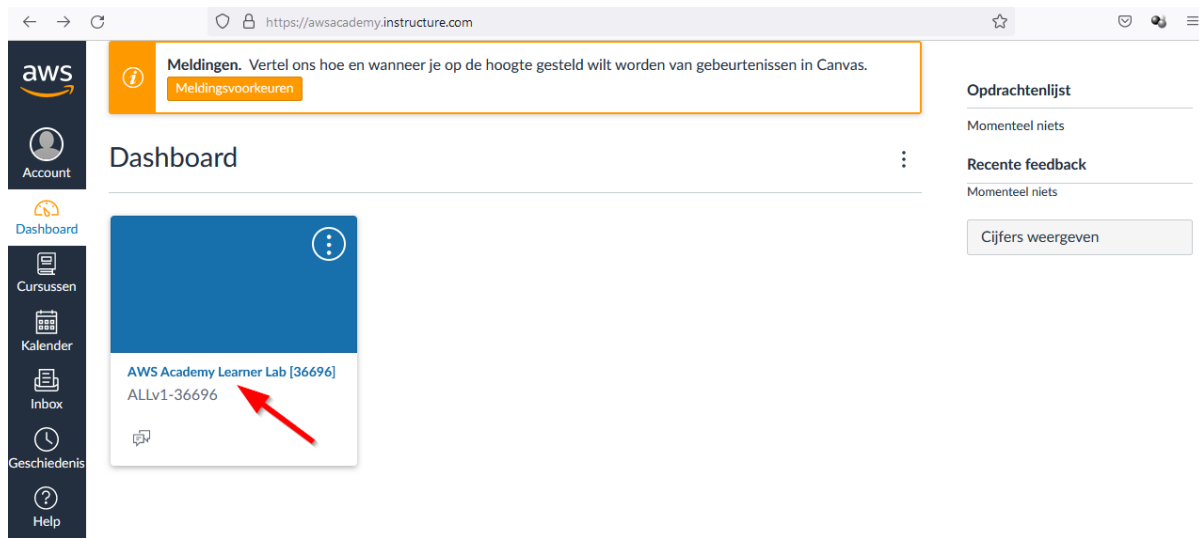 https://awsacademy.instructure.com
aws
Account
Dashboard
Cursussen
Kalender
Inbox
Geschiedenis
Help
Meldingen. Vertel ons hoe en wanneer je op de hoogte gesteld wilt worden van gebeurtenissen in Canvas.
Meldingsvoorkeuren
Dashboard
AWS Academy Learner Lab [36696]
ALLv1-36696
Opdrachtenlijst
Momenteel niets
Recente feedback
Momenteel niets
Cijfers weergeven